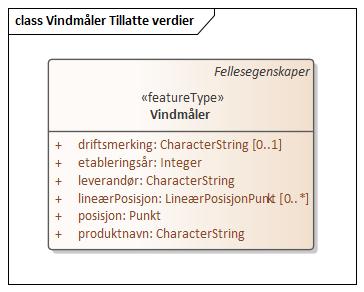 class Vindmåler Tillatte verdier
Fellesegenskaper
«featureType»
Vindmåler
+ driftsmerking: CharacterString [0..1]
+ etableringsår: Integer
+ leverandør: CharacterString
+ lineærPosisjon: LineærPosisjonPunkt [0..*]
+ posisjon: Punkt
+ produktnavn: CharacterString